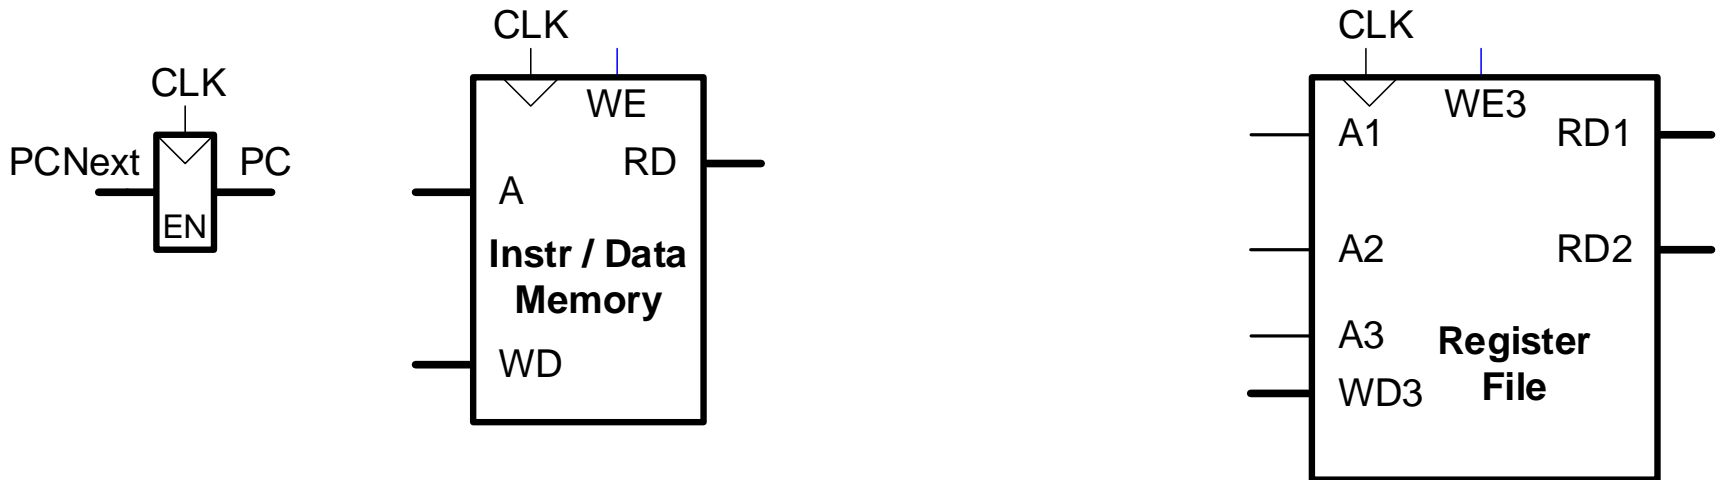 CLK
PCNext
PC
EN
CLK
WE
RD
A
Instr / Data
Memory
WD
CLK
WE3
A1
RD1
A2
RD2
A3
Register
File
WD3